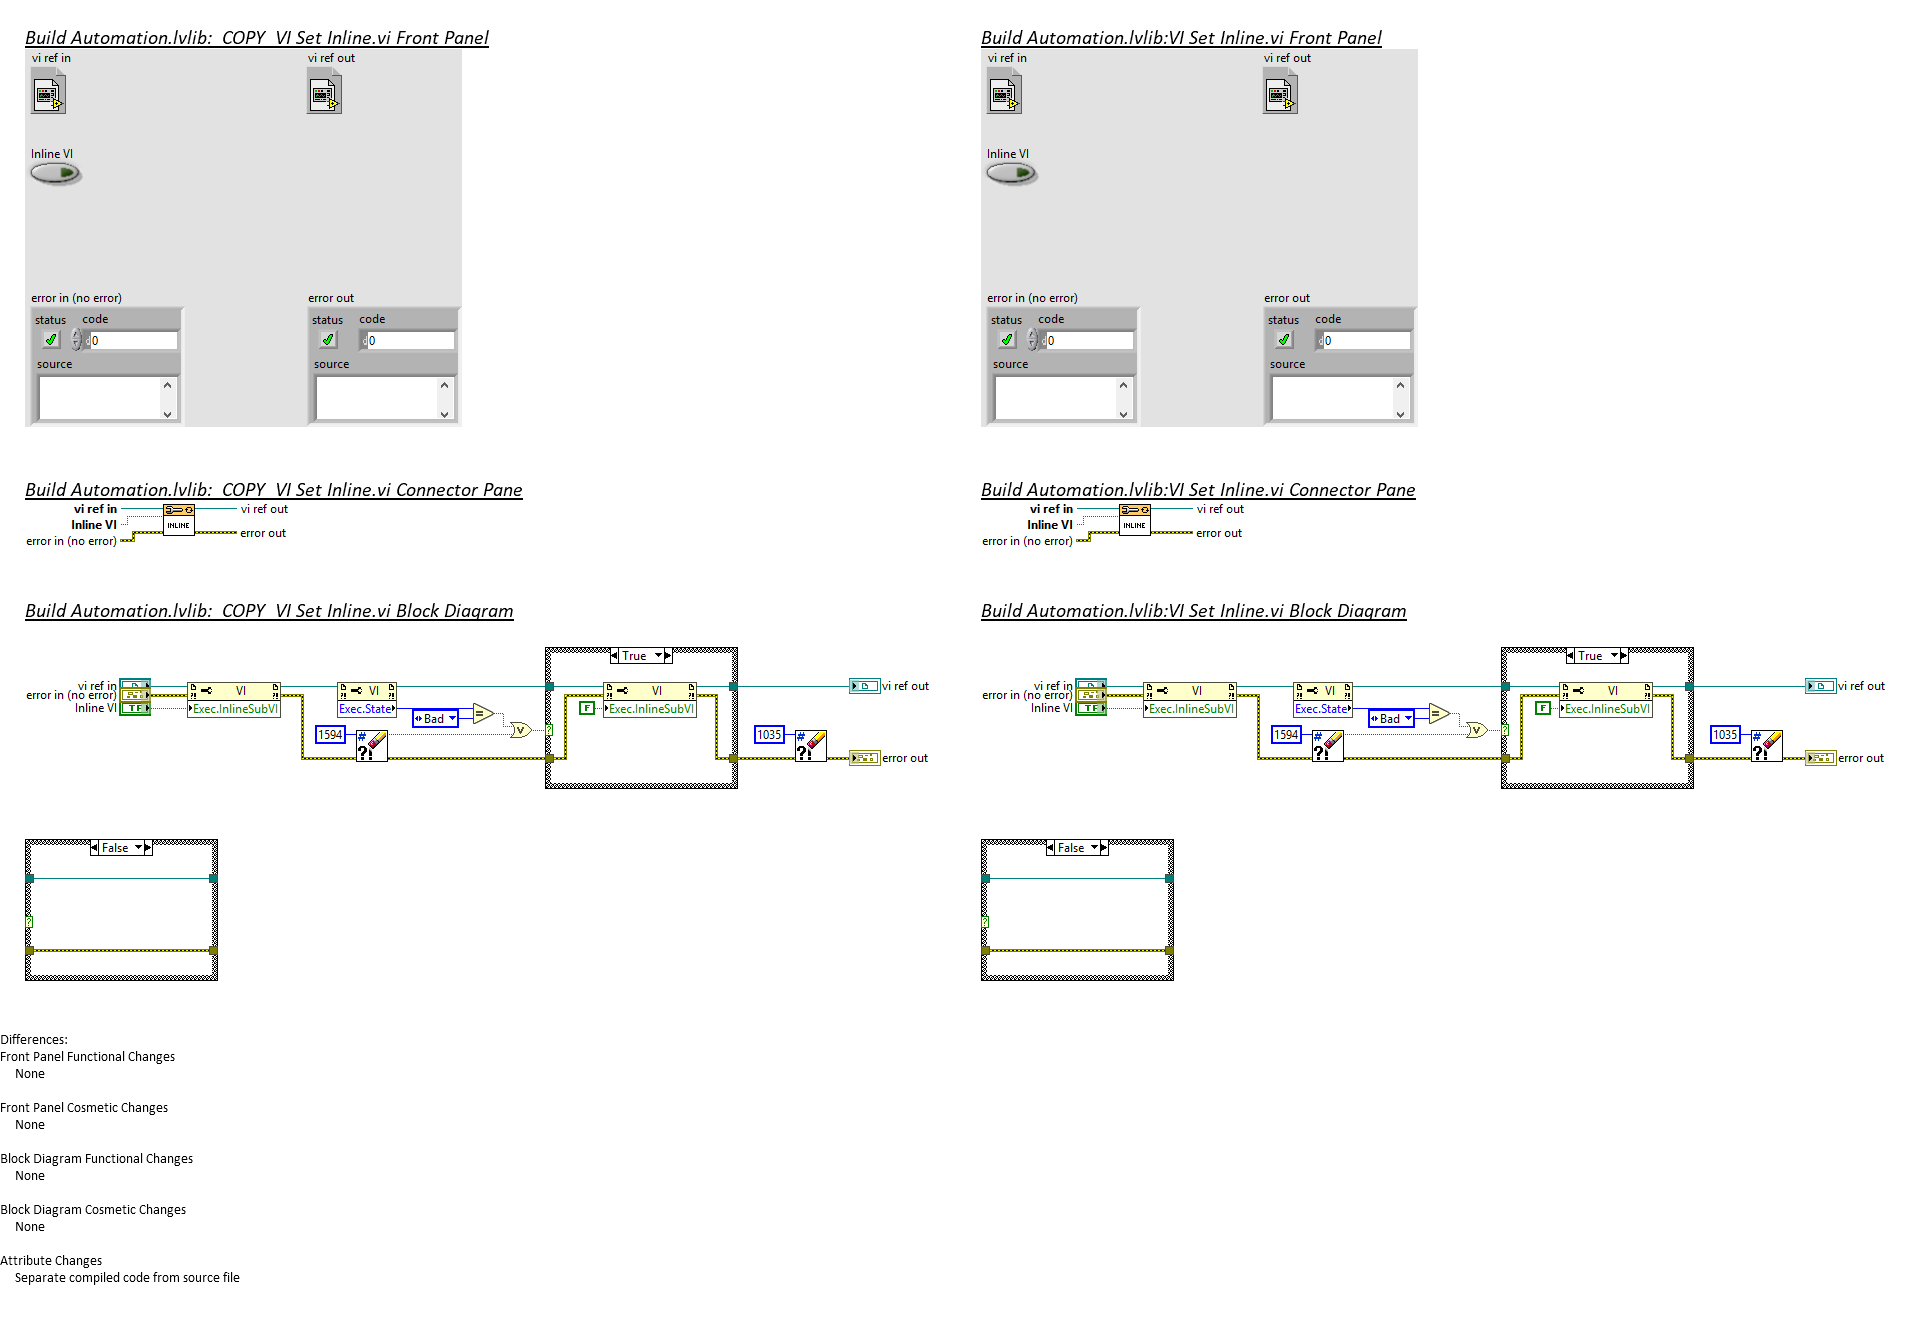 Build Automation.lvlib:  COPY  VI Set Inline.vi Front Panel
vi ref in
vi ref out
Inline VI
error in (no error)
error out
status
code
0
source
status
code
0
source
Build Automation.lvlib:VI Set Inline.vi Front Panel
vi ref in
vi ref out
Inline VI
error in (no error)
error out
status
code
0
source
status
code
0
source
Build Automation.lvlib:  COPY  VI Set Inline.vi Connector Pane
vi ref in
Inline VI
error in (no error)
INLINE
vi ref out
error out
Build Automation.lvlib:VI Set Inline.vi Connector Pane
vi ref in
Inline VI
error in (no error)
INLINE
vi ref out
error out
Build Automation.lvlib:  COPY  VI Set Inline.vi Block Diagram
vi ref in
error in (no error)
Inline VI
TF
VI
Exec.InlineSubVI
VI
Exec.State
Bad
=
V
1594
#
?!
True
?
VI
F
Exec.InlineSubVI
1035
#
?!
vi ref out
error out
False
?
Build Automation.lvlib:VI Set Inline.vi Block Diagram
vi ref in
error in (no error)
Inline VI
TF
VI
Exec.InlineSubVI
VI
Exec.State
Bad
=
V
1594
#
?!
True
?
VI
F
Exec.InlineSubVI
1035
#
?!
vi ref out
error out
False
?
Differences:
Front Panel Functional Changes
None
Front Panel Cosmetic Changes
None
Block Diagram Functional Changes
None
Block Diagram Cosmetic Changes
None
Attribute Changes
Separate compiled code from source file